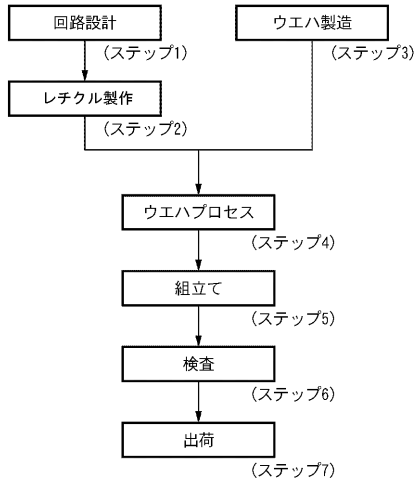 回路設計
(ステップ1)
ウエハ製造
(ステップ3)
レチクル製作
(ステップ2)
ウエハプロセス
(ステップ4)
組立て
(ステップ5)
検査
(ステップ6)
出荷
(ステップ7)